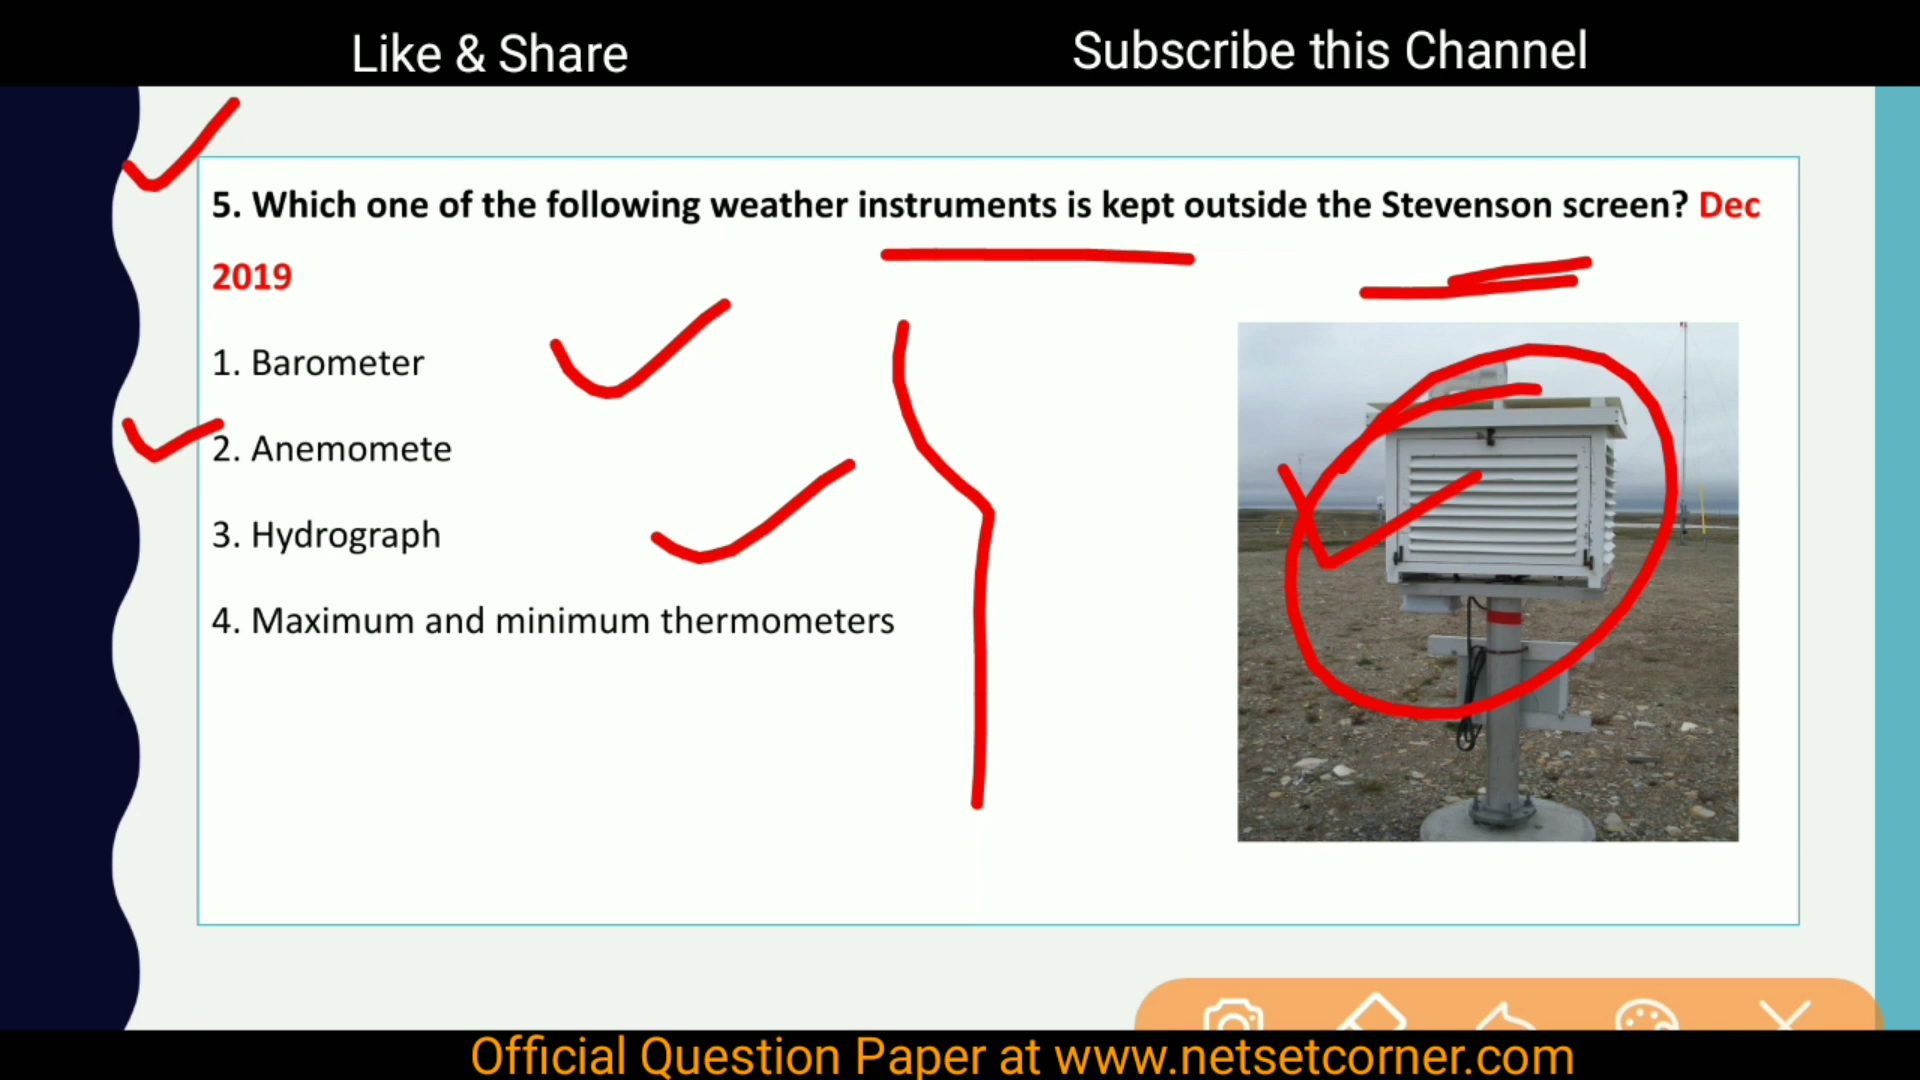 Like & Share
Subscribe this Channel
5. Which one of the following weather instruments is kept outside the Stevenson screen? Dec
2019
1. Barometer
2. Anemomete
3. Hydrograph
4. Maximum and minimum thermometers
Official Question Paper at www.netsetcorner.com